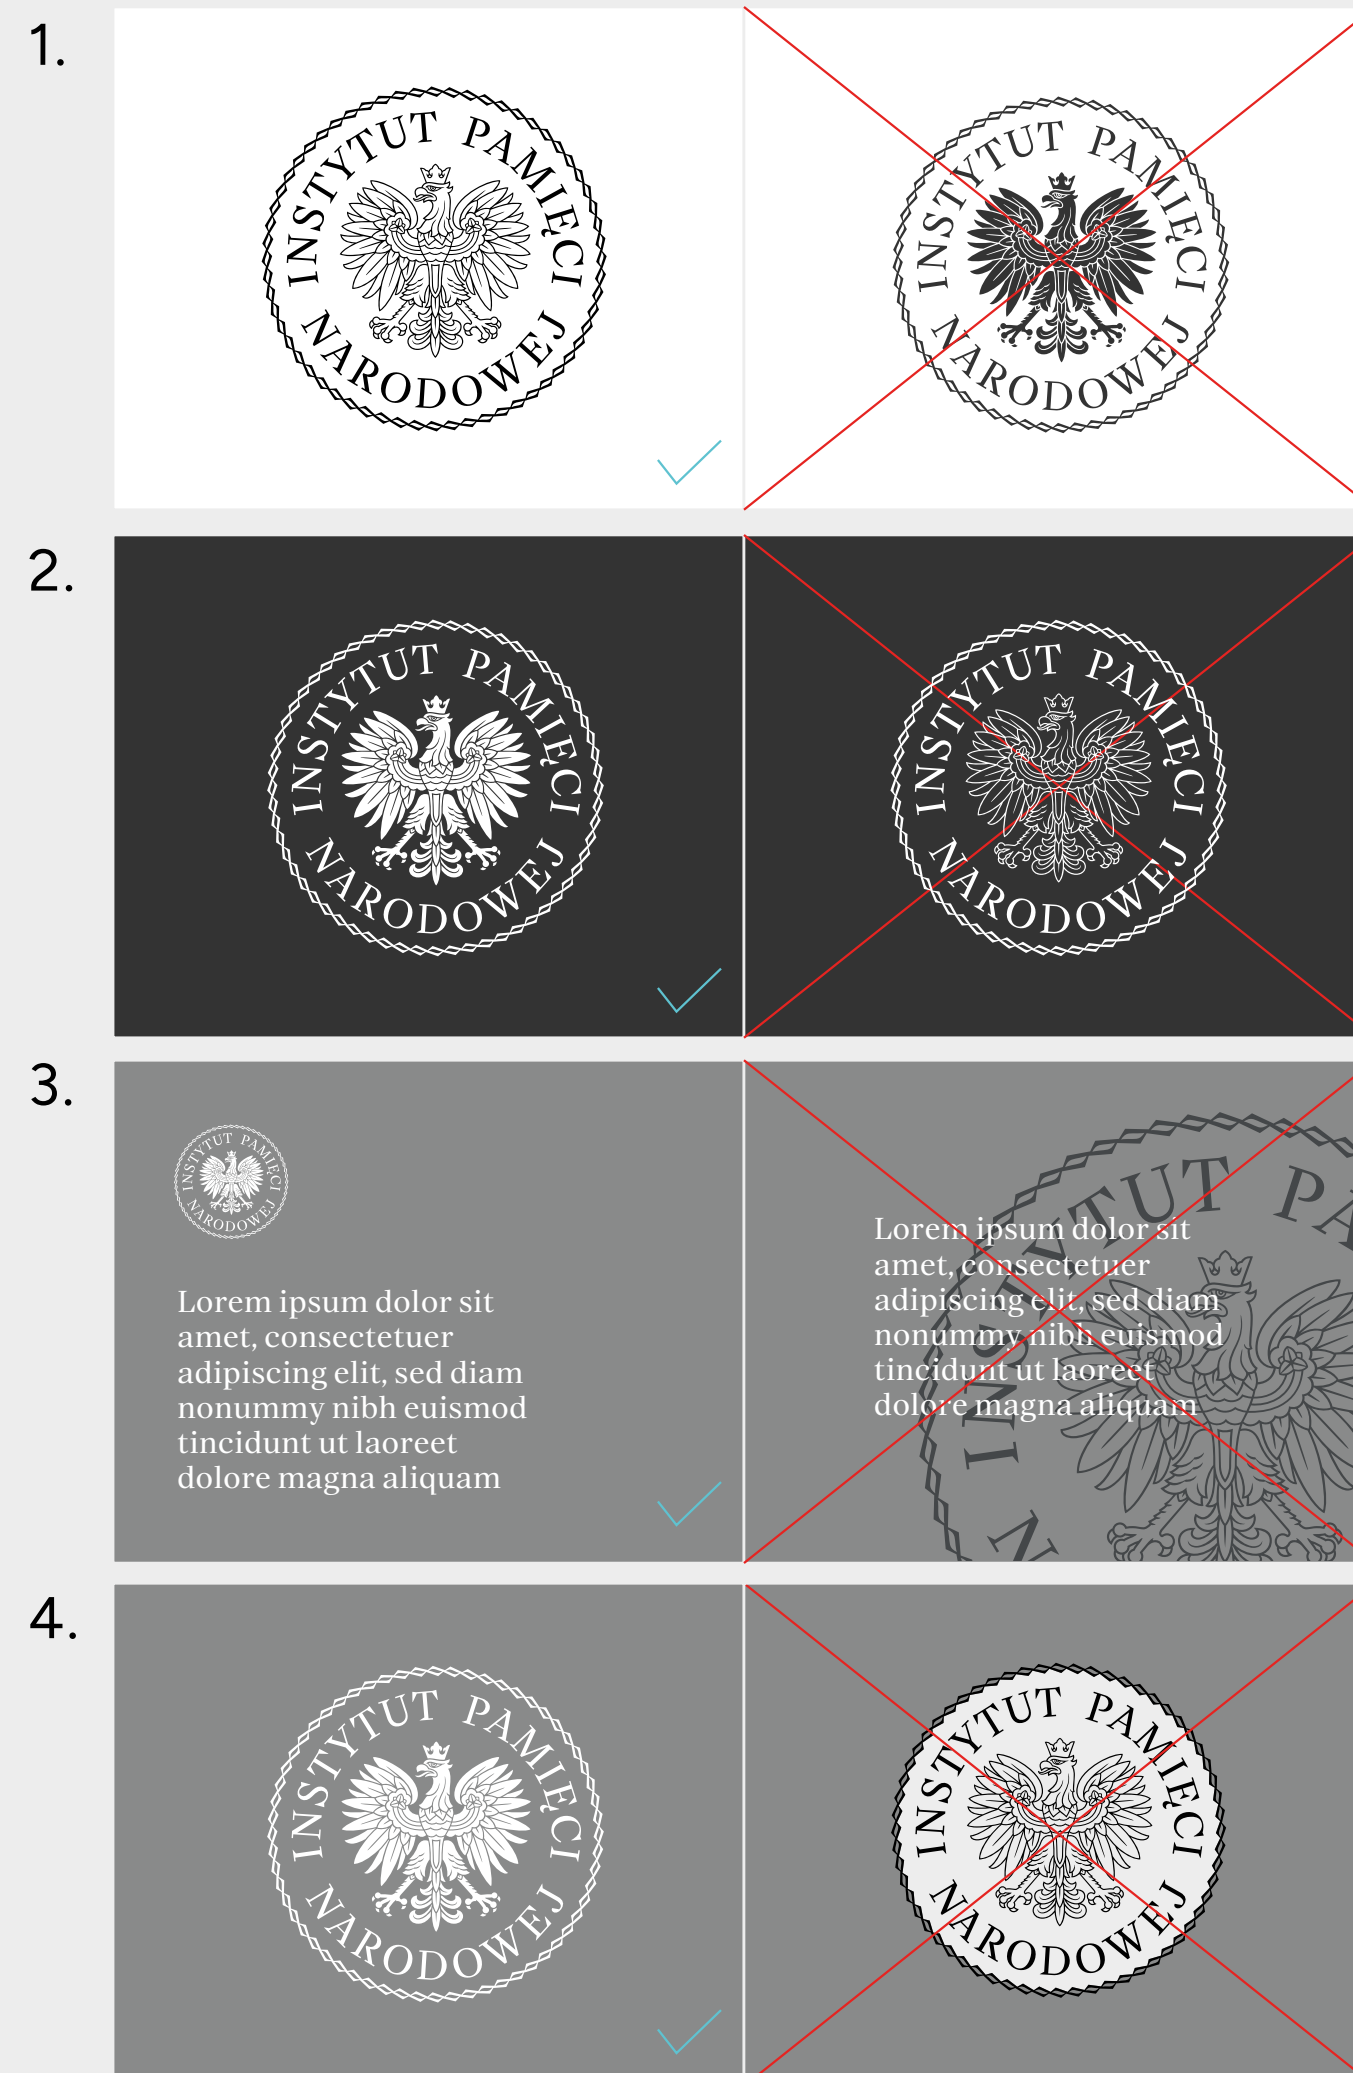 1.
INSTYTUT PAMIĘCI
NARODOWEJ
INSTYTUT PAMIĘCI
NARODOWEJ
2.
INSTYTUT PAMIĘCI
NARODOWEJ
INSTYTUT PAMIĘCI
NARODOWEJ
3.
INSTYTUT PAMIĘCI
NARODOWEJ
Lorem ipsum dolor sit
amet, consectetuer
adipiscing elit, sed diam
nonummy nibh euismod
tincidunt ut laoreet
dolore magna aliquam
INSTYTUT PA
NA
Lorem ipsum dolor sit
amet, consectetuer
adipiscing elit, sed diam
nonummy nibh euismod
tincidunt ut laoreet
dolore magna aliquam
4.
INSTYTUT PAMIĘCI
NARODOWEJ
INSTYTUT PAMIĘCI
NARODOWEJ